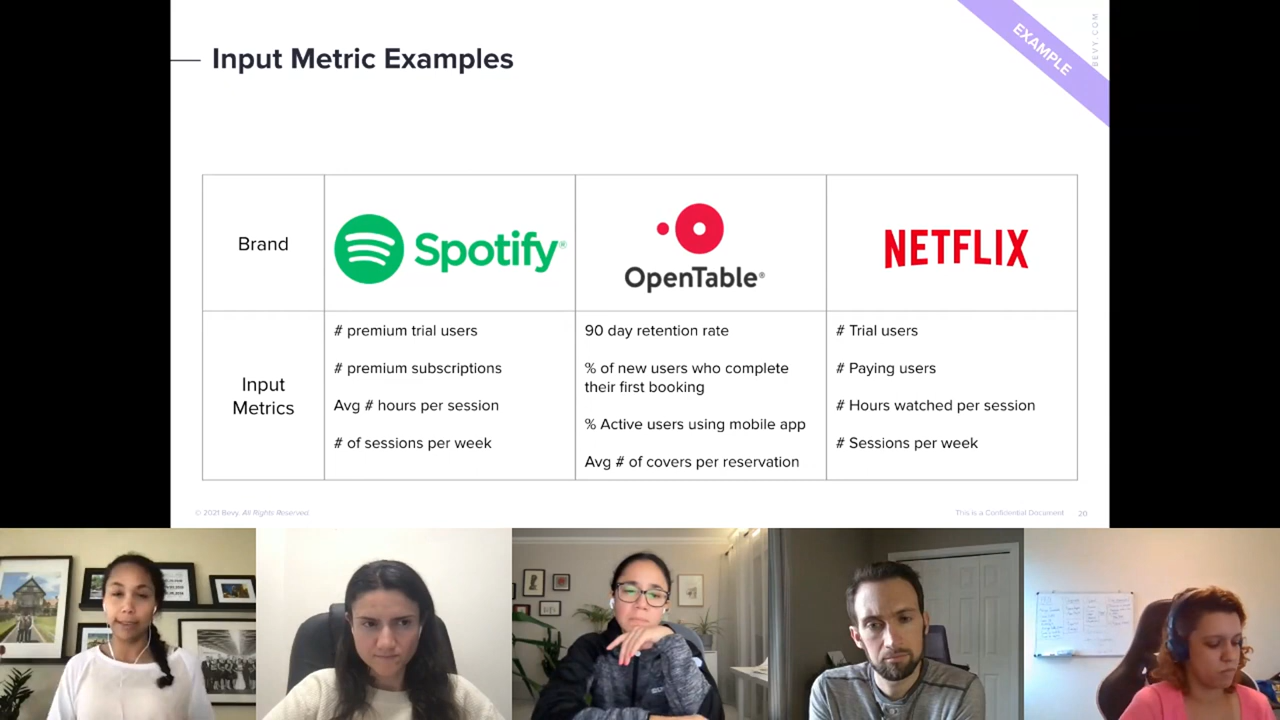 Input Metric Examples
EXAMPLE
BEVY.COM
Brand
Spotify®
OpenTable®
NETFLIX
Input
Metrics
# premium trial users
# premium subscriptions
Avg # hours per session
# of sessions per week
90 day retention rate
% of new users who complete
their first booking
% Active users using mobile app
Avg # of covers per reservation
# Trial users
# Paying users
# Hours watched per session
# Sessions per week
© 2021 Bevy. All Rights Reserved.
This is a Confidential Document
20